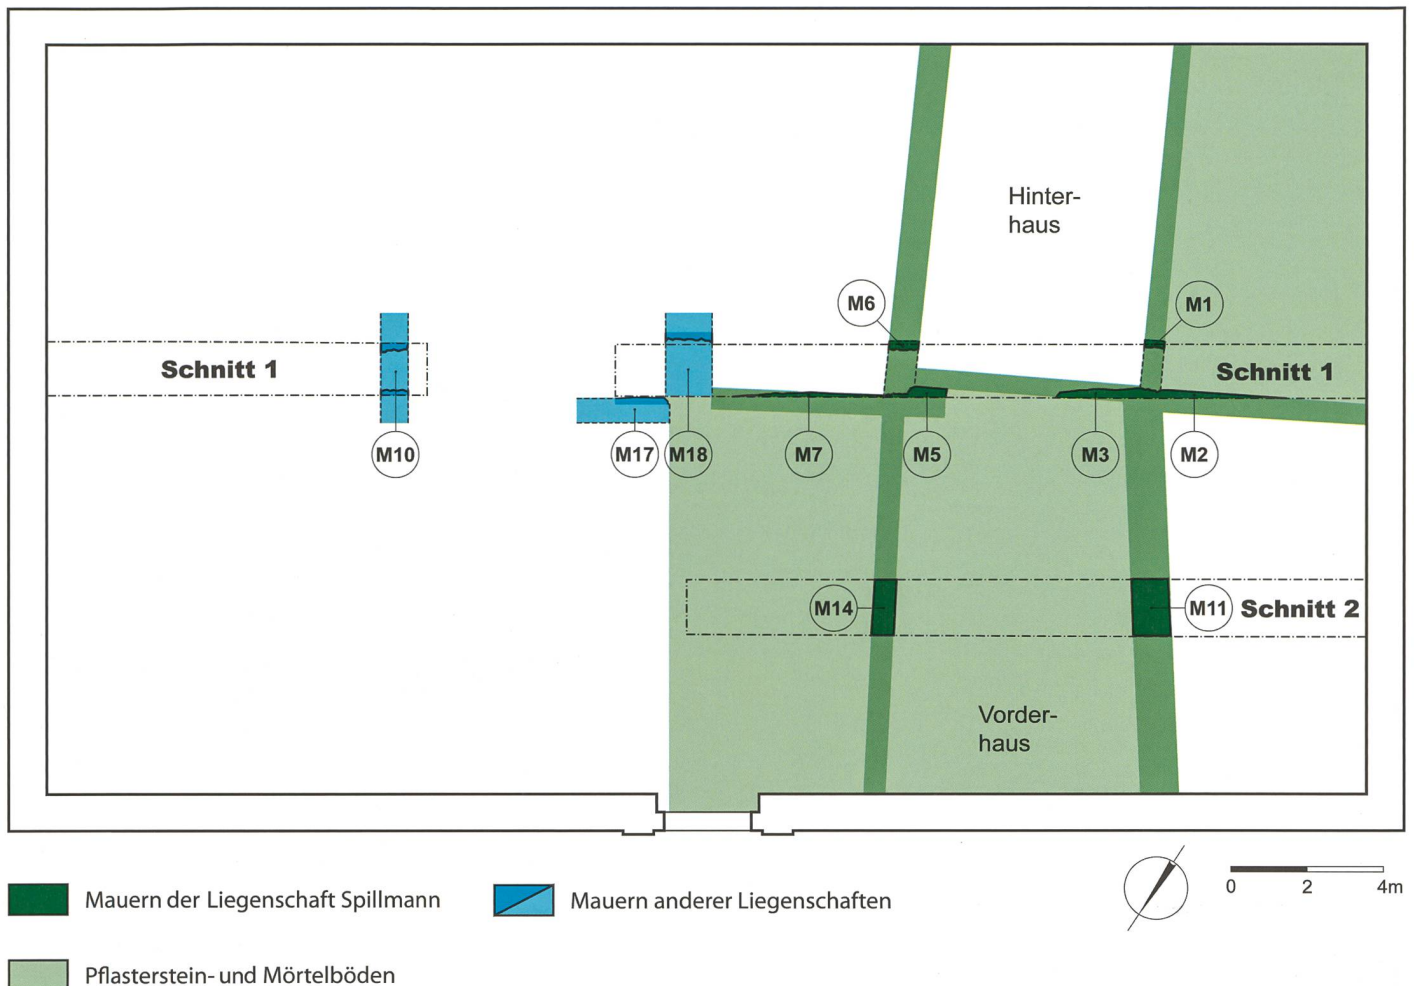 Hinter-
haus
M6
M1
Schnitt 1
Schnitt 1
M10
M17
M18
M7
M5
M3
M2
M14
M11
Schnitt 2
Vorder-
haus
Mauern der Liegenschaft Spillmann
Mauern anderer Liegenschaften
0 2 4m
Pflasterstein- und Mörtelböden